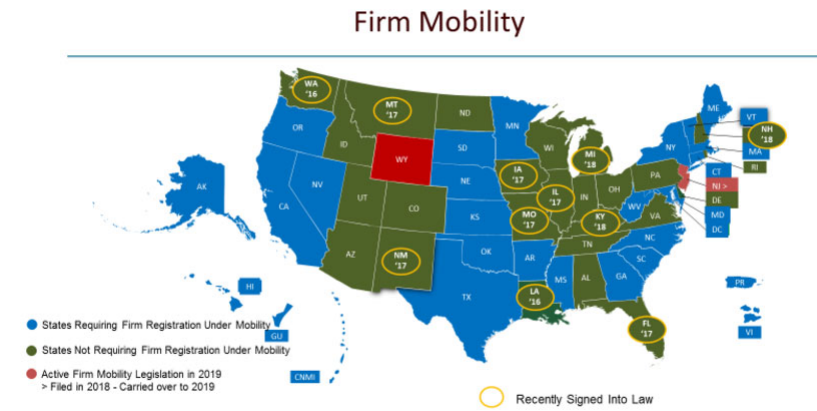 Firm Mobility
WA
'16
MT
'17
ND
MN
ME
VT
NH
'18
OR
ID
WY
SD
WI
MI
'18
NY
MA
RI
AK
NV
UT
CO
NE
IA
'17
IL
'17
IN
OH
PA
CT
NJ >
DE
MD
DC
CA
KS
MO
'17
KY
'18
WV
VA
AZ
NM
'17
OK
AR
TN
NC
SC
HI
TX
LA
'16
MS
AL
GA
FL
'17
PR
VI
GU
CNMI
States Requiring Firm Registration Under Mobility
States Not Requiring Firm Registration Under Mobility
Active Firm Mobility Legislation in 2019
> Filed in 2018 - Carried over to 2019
Recently Signed Into Law